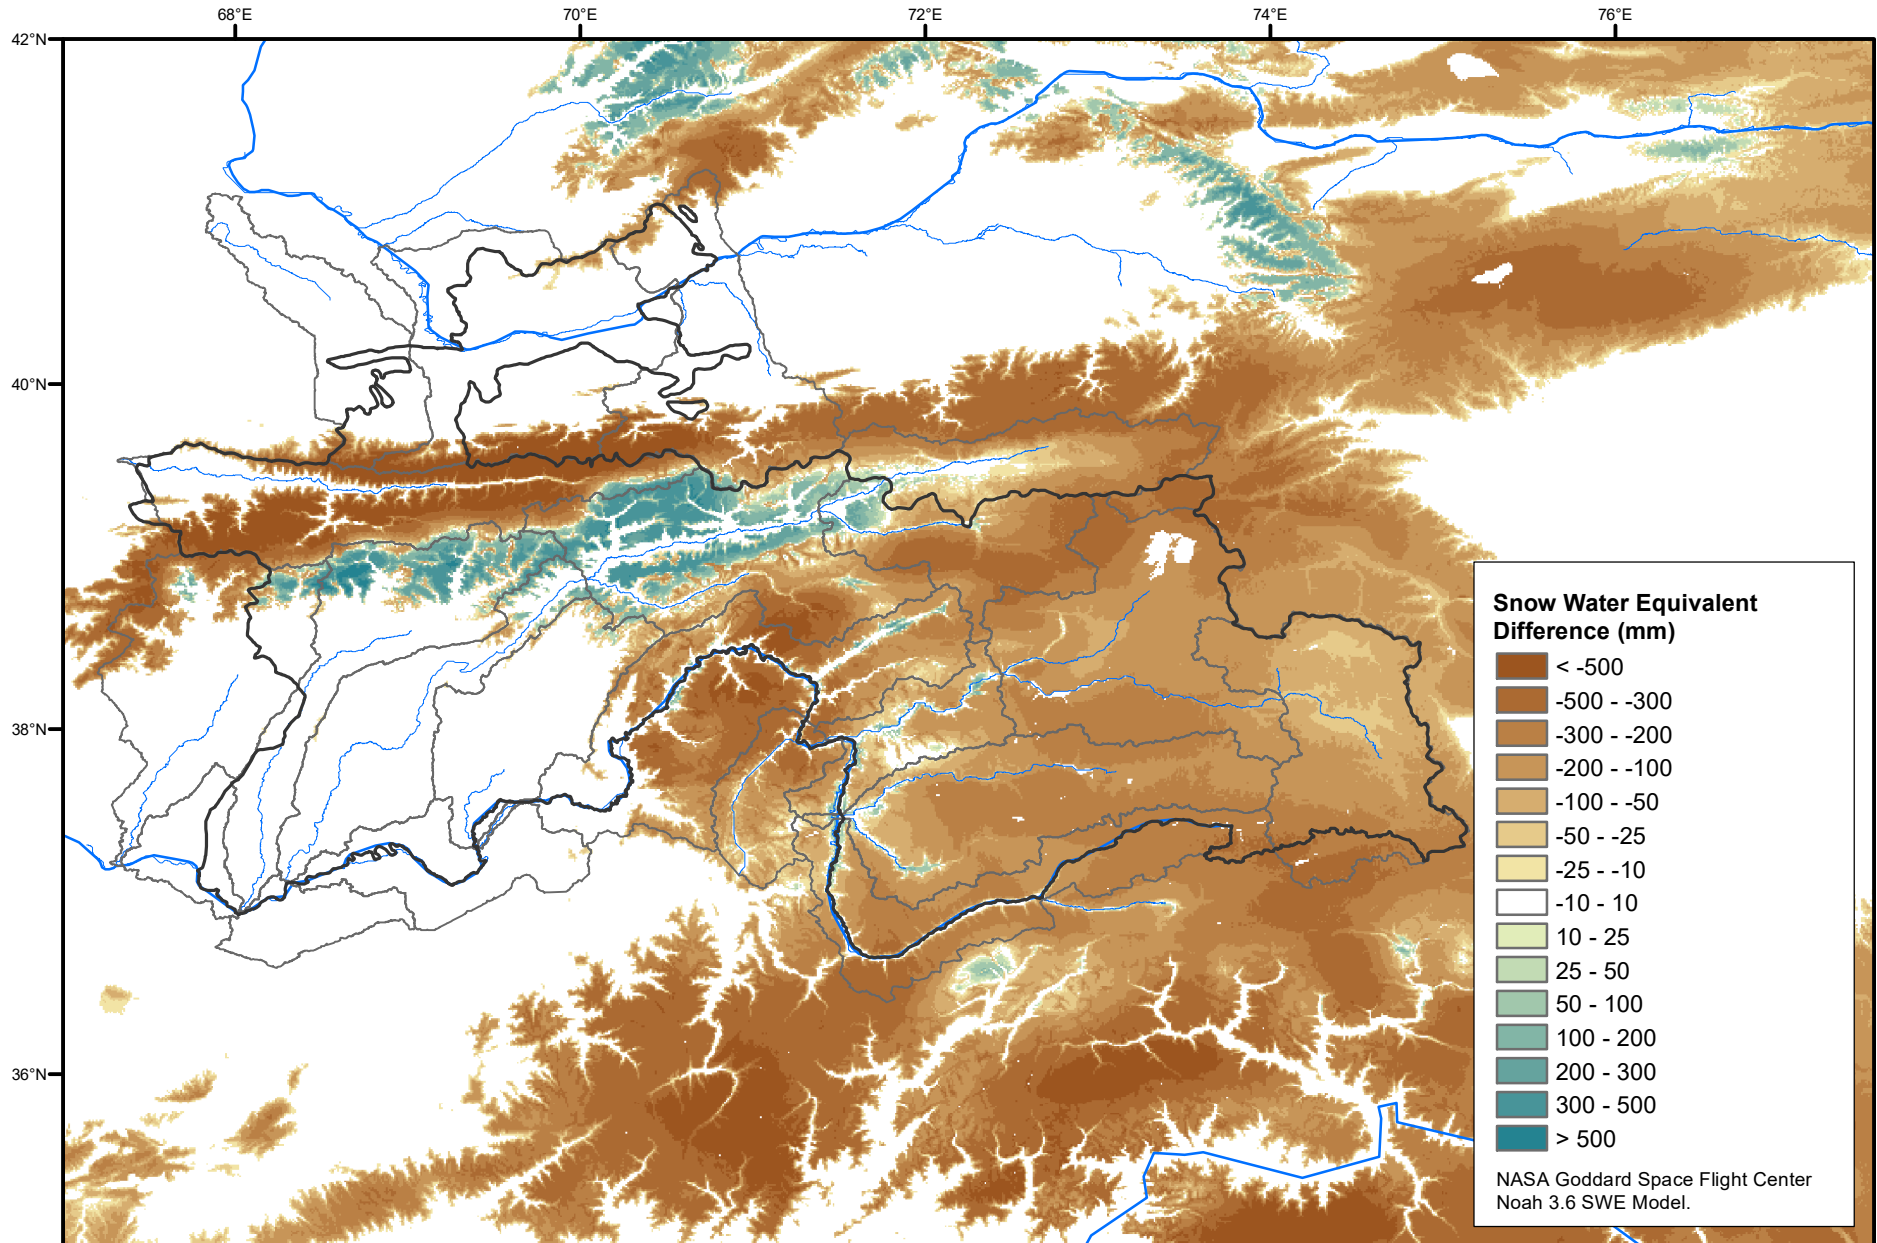 68°E 70°E 72°E 74°E 76°E
42°N
40°N
38°N
36°N
Snow Water Equivalent
Difference (mm)
< -500
-500 - -300
-300 - -200
-200 - -100
-100 - -50
-50 - -25
-25 - -10
-10 - 10
10 - 25
25 - 50
50 - 100
100 - 200
200 - 300
300 - 500
> 500
NASA Goddard Space Flight Center
Noah 3.6 SWE Model.